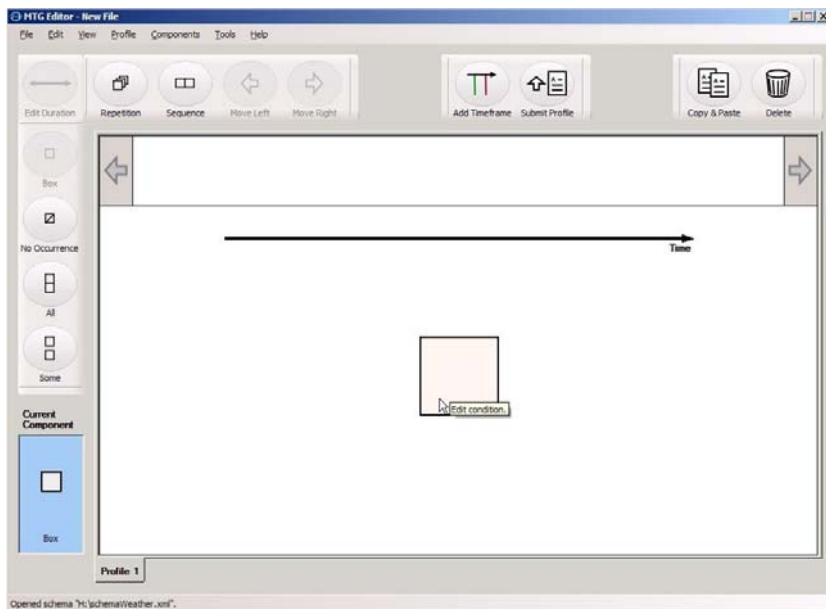 MTG Editor - New File
File Edit View Profile Components Tools Help
Edit Duration Repetition Sequence Move Left Move Right Add Timeframe Submit Profile Copy & Paste Delete
Box
No Occurrence
All
Some
Current
Component
Box
Time
Edit condition.
Profile 1
Opened schema "H:\schemaWeather.xml".